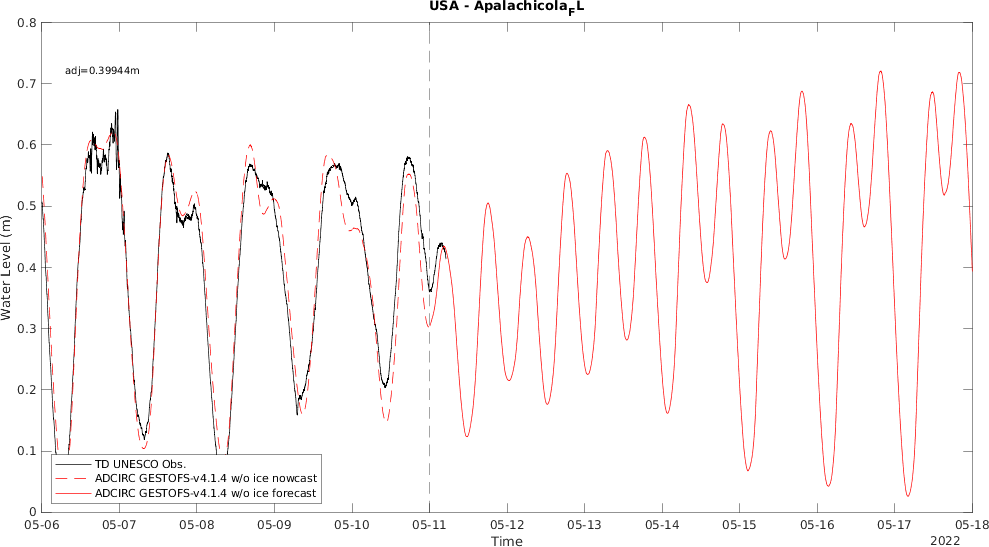 USA - Apalachicola_FL
0.8
adj=0.39944m
0.7
0.6
0.5
0.4
0.3
0.2
0.1
0
Water Level (m)
TD UNESCO Obs.
ADCIRC GESTOFS-v4.1.4 w/o ice nowcast
ADCIRC GESTOFS-v4.1.4 w/o ice forecast
05-06 05-07 05-08 05-09 05-10 05-11 05-12 05-13 05-14 05-15 05-16 05-17 05-18
Time
2022